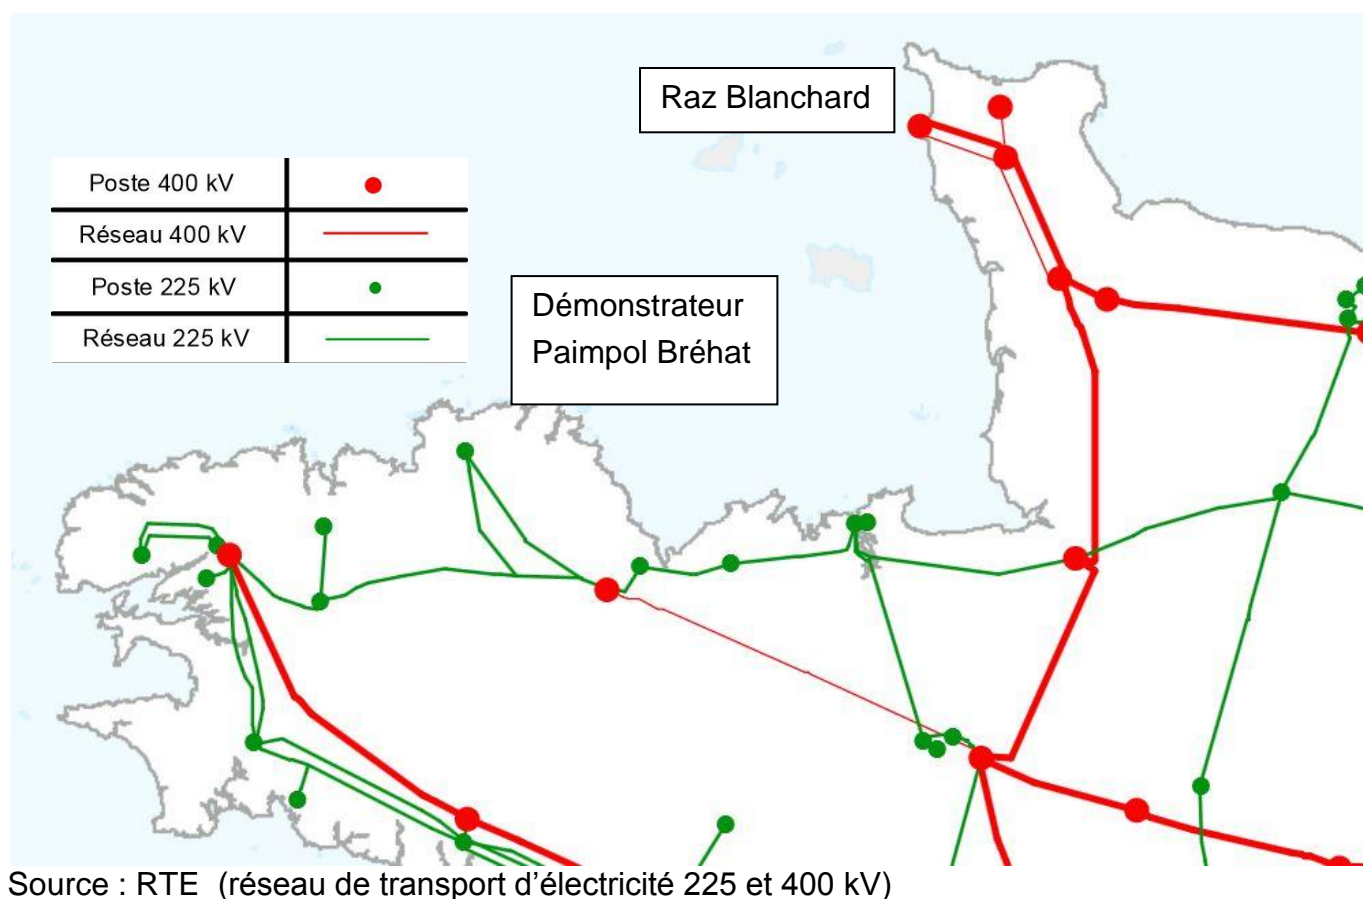 Raz Blanchard
Poste 400 kV
Réseau 400 kV
Poste 225 kV
Réseau 225 kV
Démonstrateur
Paimpol Bréhat
Source : RTE  (réseau de transport d’électricité 225 et 400 kV)